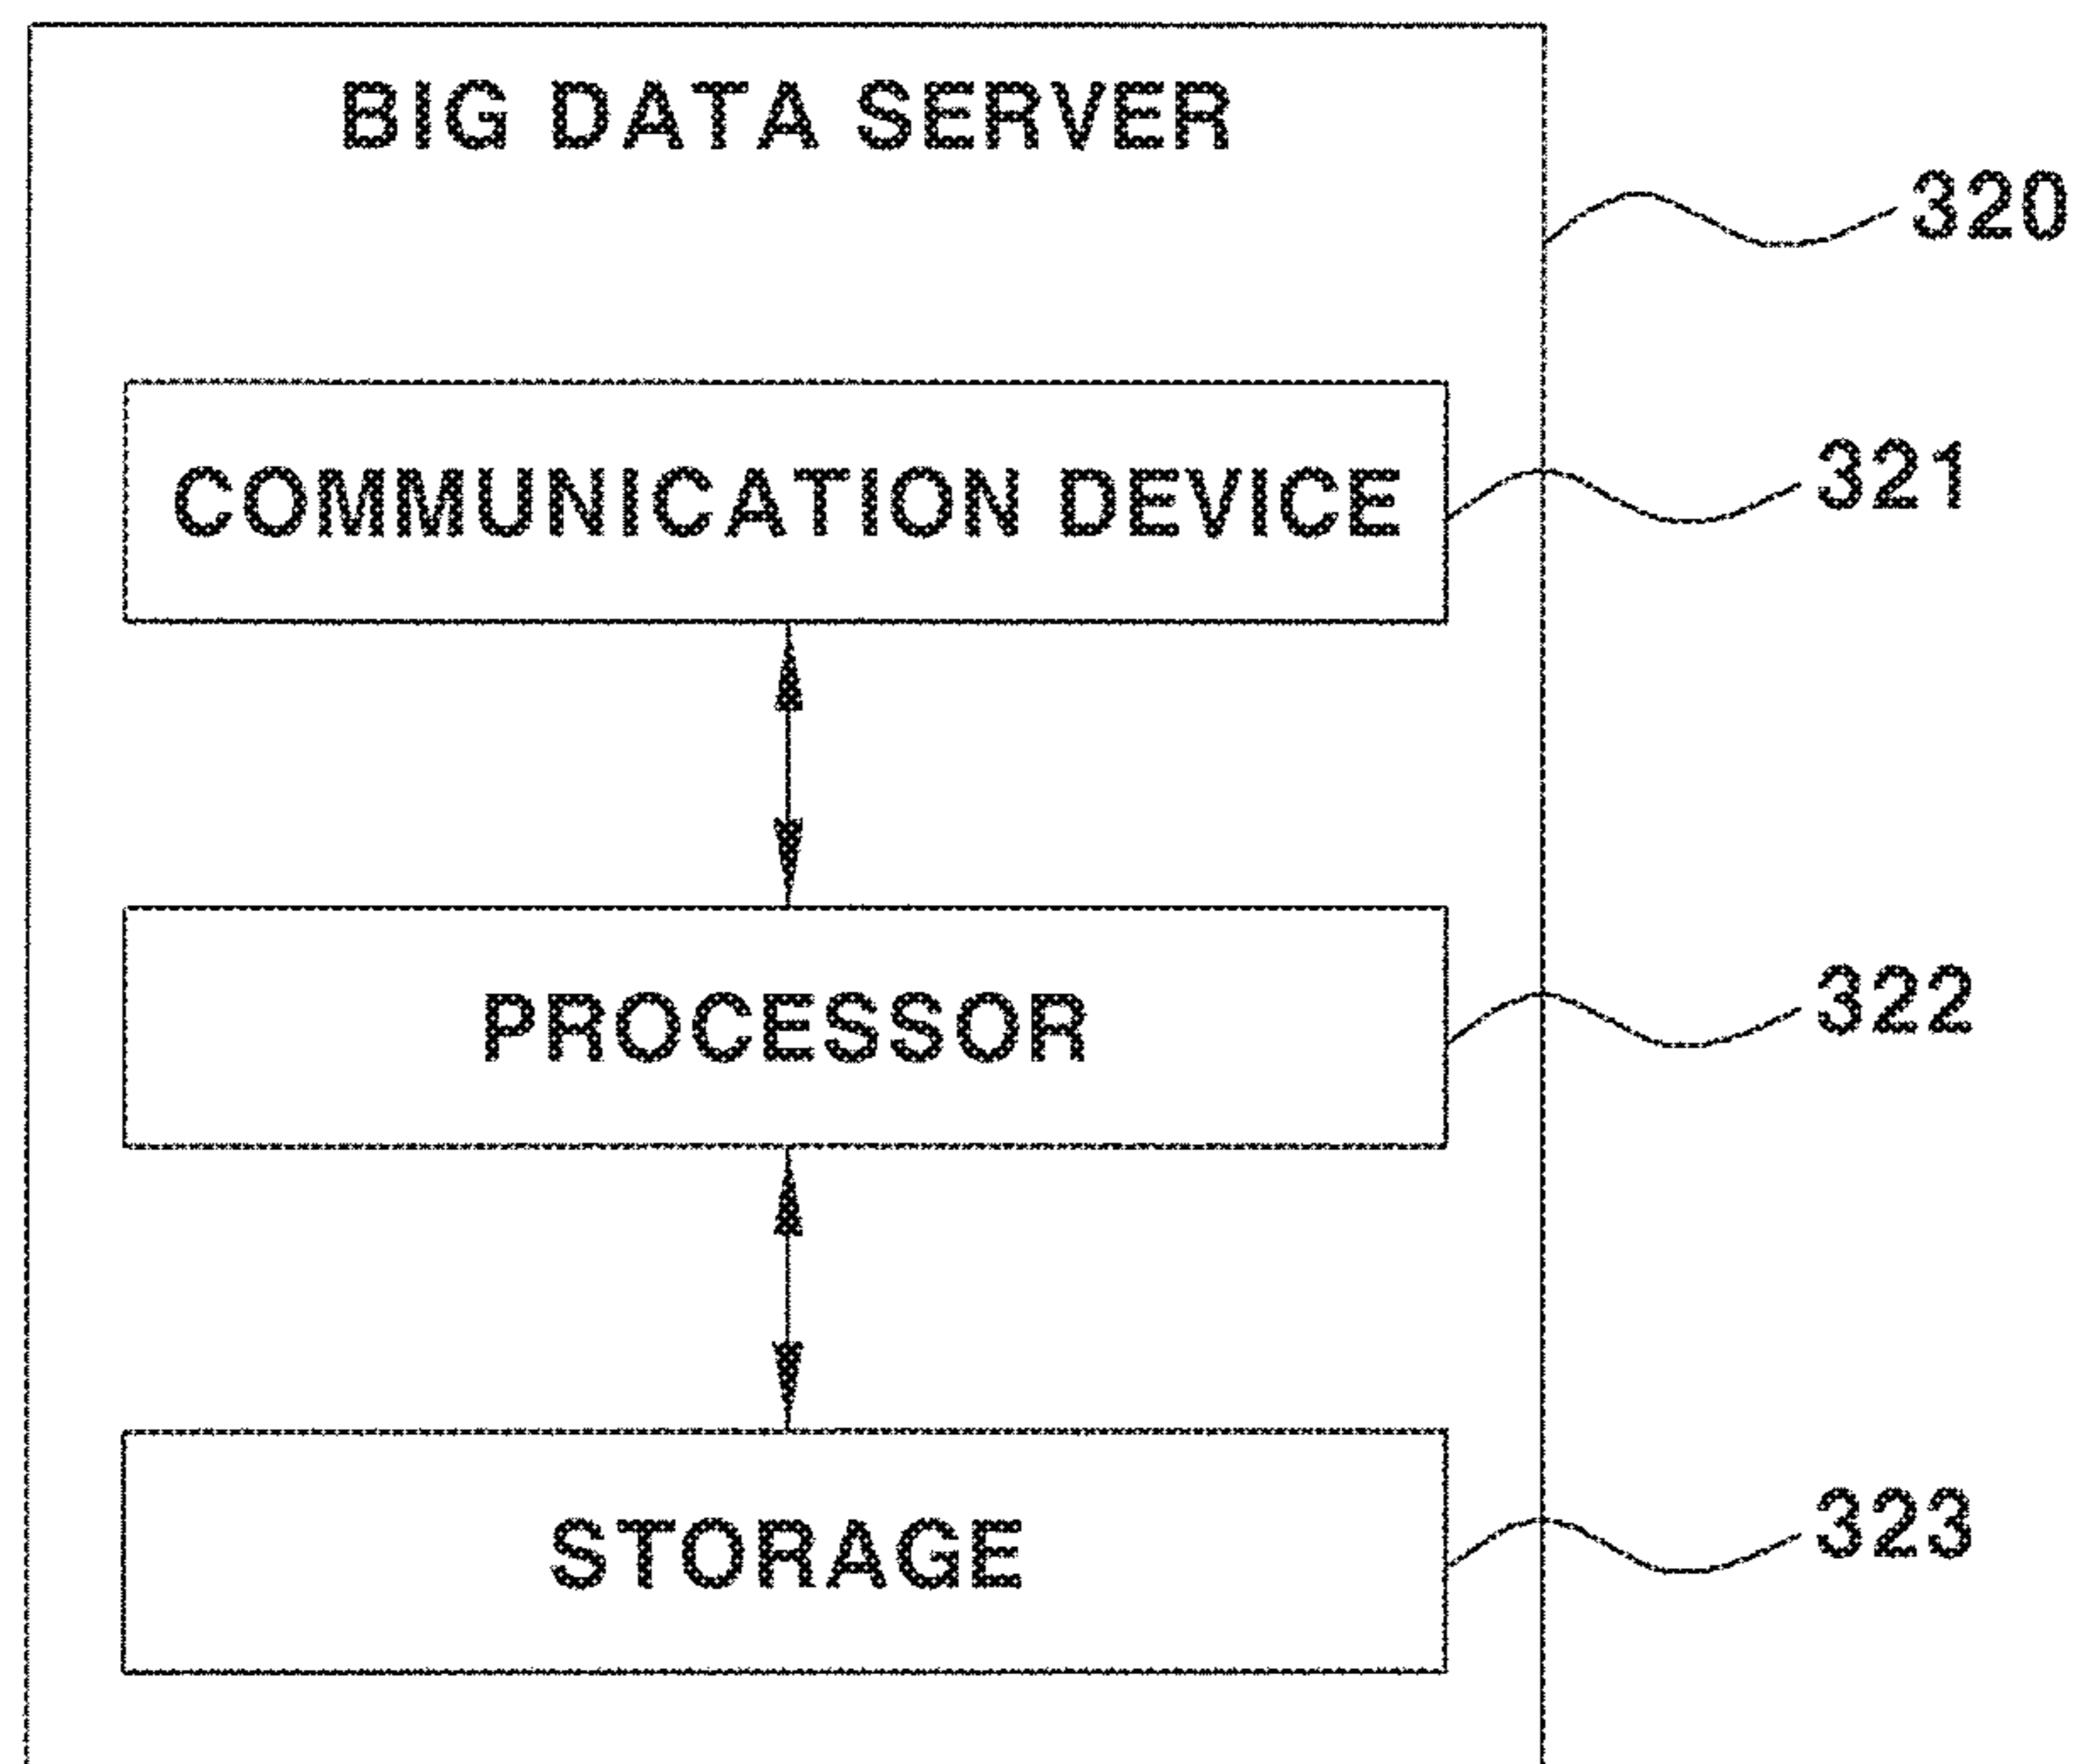 BIG DATA SERVER
320
COMMUNICATION DEVICE
321
PROCESSOR
322
STORAGE
323